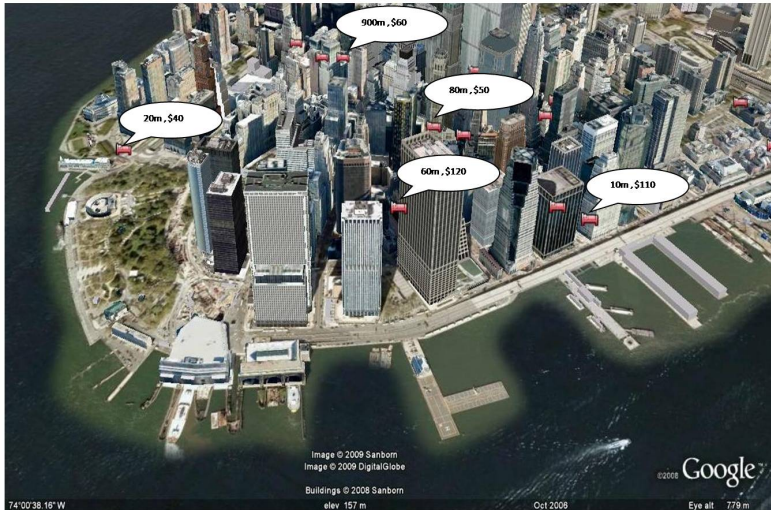 900m , $60
80m , $50
20m , $40
60m , $120
10m , $110
Image © 2009 Sanborn
Image © 2009 DigitalGlobe
Buildings © 2008 Sanborn
©2008 Google
74°00'38.16" W elev 157 m Oct 2006 Eye alt 779 m